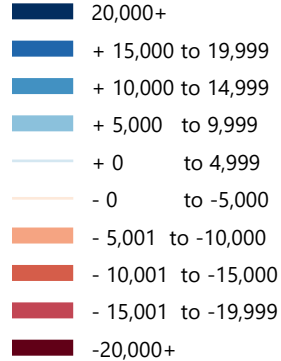 20,000+
+ 15,000 to 19,999
+ 10,000 to 14,999
+ 5,000 to 9,999
+ 0 to 4,999
- 0 to -5,000
- 5,001 to -10,000
- 10,001 to -15,000
- 15,001 to -19,999
-20,000+